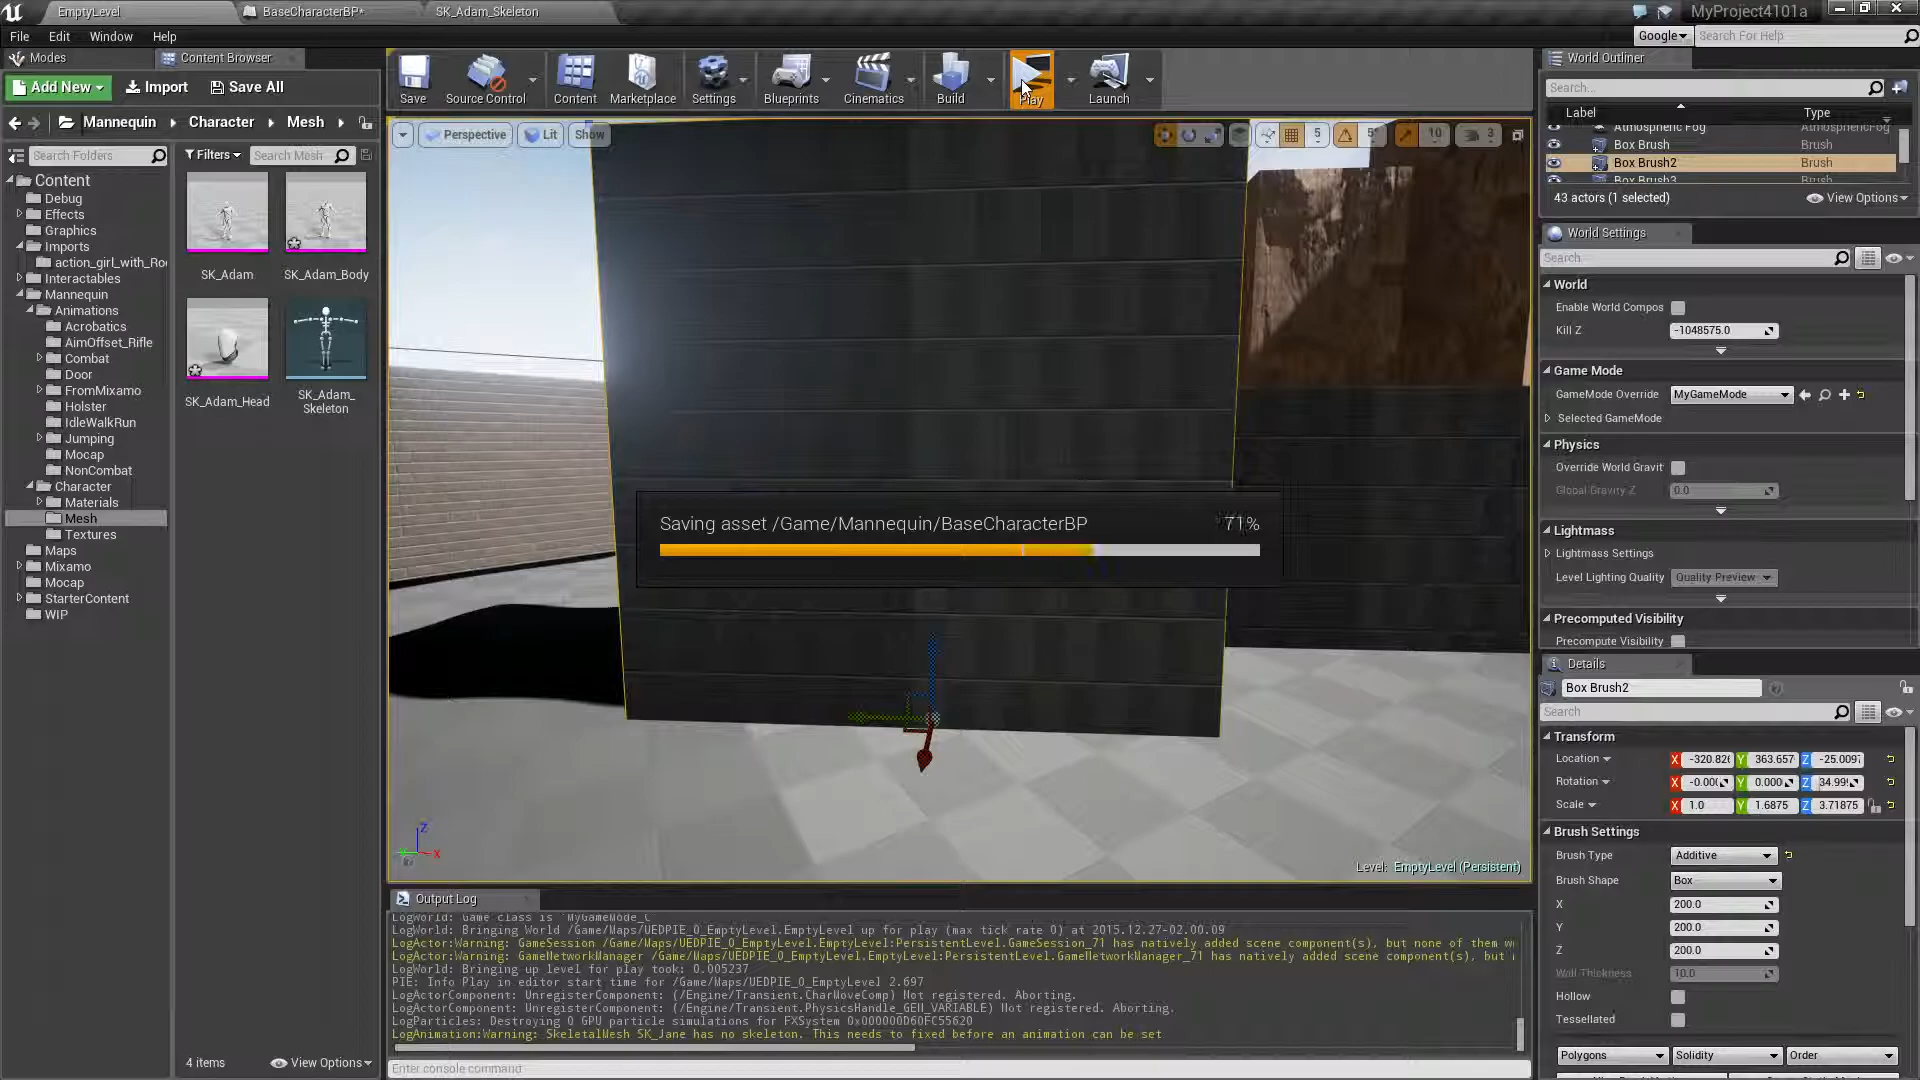 EmptyLevel
BaseCharacterBP*
SK_Adam_Skeleton
MyProject4101a
File Edit Window Help
Google
Search For Help
Modes
Content Browser
Add New
Import
Save All
Mannequin
Character
Mesh
Search Folders
Filters
Search Mesh
Content
Debug
Effects
Graphics
Imports
action_girl_with_Ro
Interactables
Mannequin
Animations
Acrobatics
AimOffset_Rifle
Combat
Door
FromMixamo
Holster
IdleWalkRun
Jumping
Mocap
NonCombat
Character
Materials
Mesh
Textures
Maps
Mixamo
Mocap
StarterContent
WIP
SK_Adam
SK_Adam_Body
SK_Adam_Head
SK_Adam_
Skeleton
4 items
View Options
Save
Source Control
Content
Marketplace
Settings
Blueprints
Cinematics
Build
Play
Launch
Perspective
Lit
Show
5
5°
10
3
Saving asset /Game/Mannequin/BaseCharacterBP
71%
Z
X
Level: EmptyLevel (Persistent)
Output Log
LogWorld: Game class is 'MyGameMode_C'
LogWorld: Bringing World /Game/Maps/UEDPIE_0_EmptyLevel.EmptyLevel up for play (max tick rate 0) at 2015.12.27-02.00.09
LogActor:Warning: GameSession /Game/Maps/UEDPIE_0_EmptyLevel.EmptyLevel:PersistentLevel.GameSession_71 has natively added scene component(s), but none of them w
LogActor:Warning: GameNetworkManager /Game/Maps/UEDPIE_0_EmptyLevel.EmptyLevel:PersistentLevel.GameNetworkManager_71 has natively added scene component(s), but
LogWorld: Bringing up level for play took: 0.005237
PIE: Info Play in editor start time for /Game/Maps/UEDPIE_0_EmptyLevel 2.697
LogActorComponent: UnregisterComponent: (/Engine/Transient.CharMoveComp) Not registered. Aborting.
LogActorComponent: UnregisterComponent: (/Engine/Transient.PhysicsHandle_GEN_VARIABLE) Not registered. Aborting.
LogParticles: Destroying 0 GPU particle simulations for FXSystem 0x000000D60FC55620
LogAnimation:Warning: SkeletalMesh SK_Jane has no skeleton. This needs to fixed before an animation can be set
Enter console command
World Outliner
Search...
Label
Type
Atmospheric Fog AtmosphericFog
Box Brush Brush
Box Brush2 Brush
Box Brush3 Brush
43 actors (1 selected)
View Options
World Settings
Search
World
Enable World Compos
Kill Z -1048575.0
Game Mode
GameMode Override MyGameMode
Selected GameMode
Physics
Override World Gravit
Global Gravity Z 0.0
Lightmass
Lightmass Settings
Level Lighting Quality Quality Preview
Precomputed Visibility
Precompute Visibility
Details
Box Brush2
Search
Transform
Location X -320.826 Y 363.657 Z -25.0097
Rotation X -0.000 Y 0.000 Z 34.99
Scale X 1.0 Y 1.6875 Z 3.71875
Brush Settings
Brush Type Additive
Brush Shape Box
X 200.0
Y 200.0
Z 200.0
Wall Thickness 10.0
Hollow
Tessellated
Polygons Solidity Order